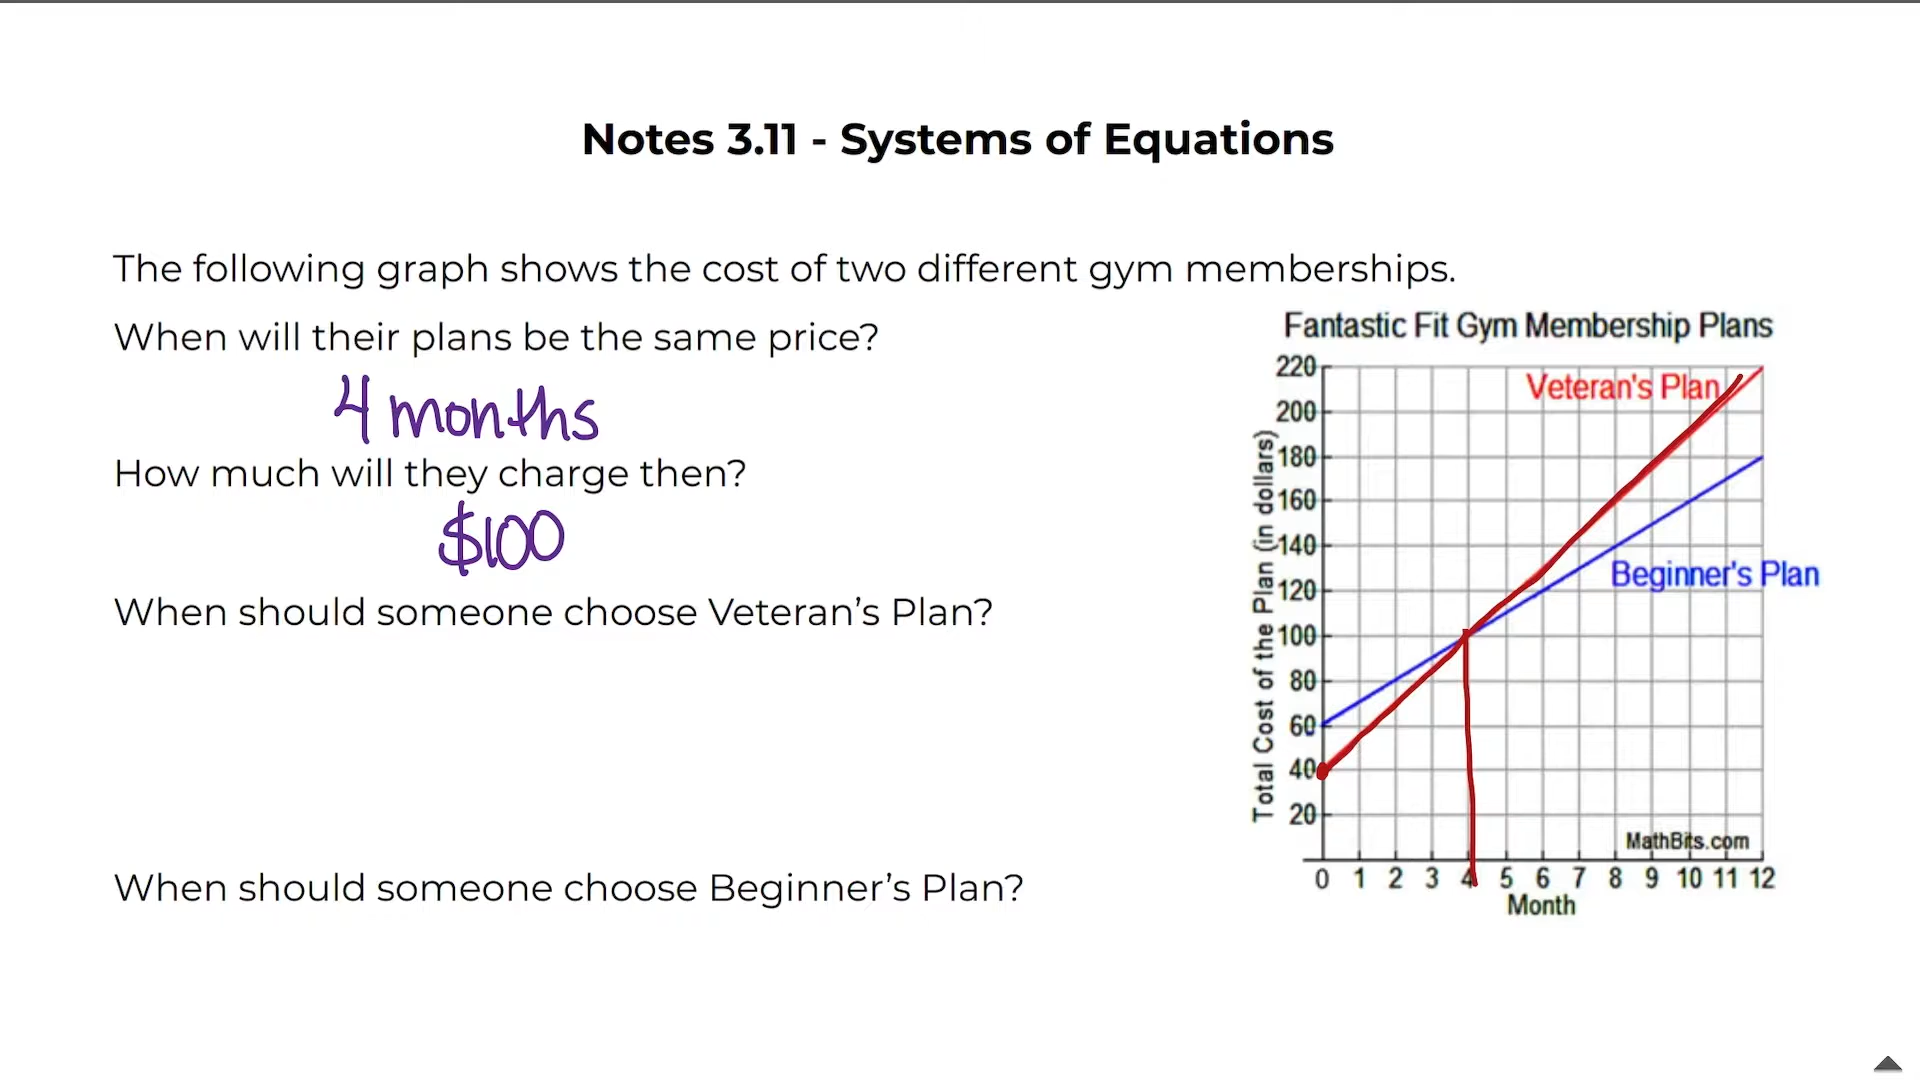 Notes 3.11 - Systems of Equations
The following graph shows the cost of two different gym memberships.
When will their plans be the same price?
4 months
How much will they charge then?
$100
When should someone choose Veteran’s Plan?
When should someone choose Beginner’s Plan?
Fantastic Fit Gym Membership Plans
Total Cost of the Plan (in dollars)
220
200
180
160
140
120
100
80
60
40
20
Veteran's Plan
Beginner's Plan
MathBits.com
0 1 2 3 4 5 6 7 8 9 10 11 12
Month